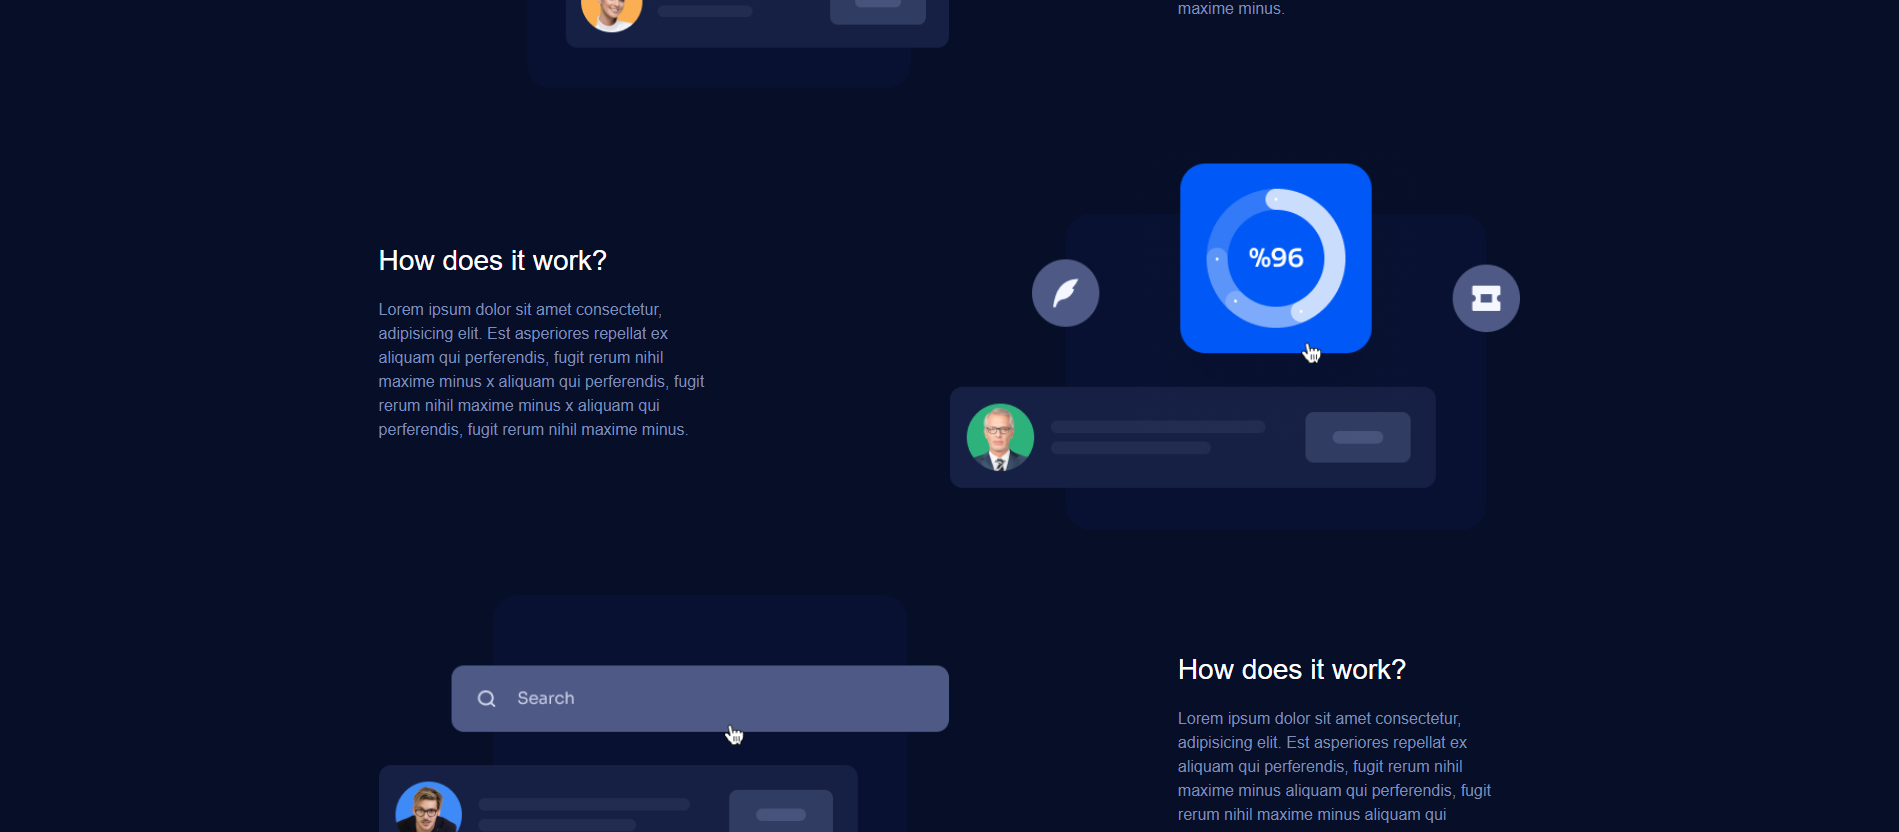 maxime minus.
How does it work?
Lorem ipsum dolor sit amet consectetur,
adipisicing elit. Est asperiores repellat ex
aliquam qui perferendis, fugit rerum nihil
maxime minus x aliquam qui perferendis, fugit
rerum nihil maxime minus x aliquam qui
perferendis, fugit rerum nihil maxime minus.
%96
Search
How does it work?
Lorem ipsum dolor sit amet consectetur,
adipisicing elit. Est asperiores repellat ex
aliquam qui perferendis, fugit rerum nihil
maxime minus aliquam qui perferendis, fugit
rerum nihil maxime minus aliquam qui